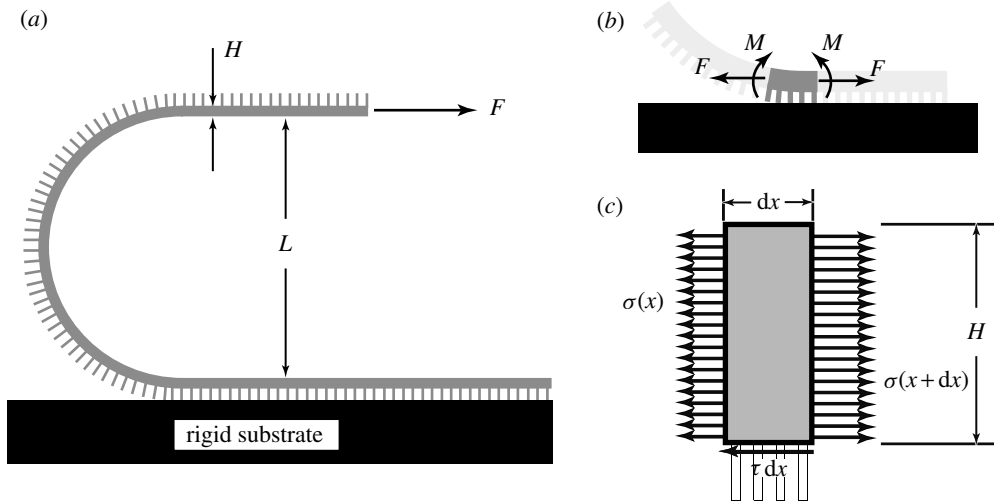 (a)
H
F
L
rigid substrate
(b)
M
M
F
F
(c)
dx
σ(x)
H
σ(x+dx)
τ dx